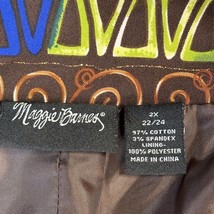 Maggie Barnes®
2X
22/24
97% COTTON
3% SPANDEX
LINING-
100% POLYESTER
MADE IN CHINA